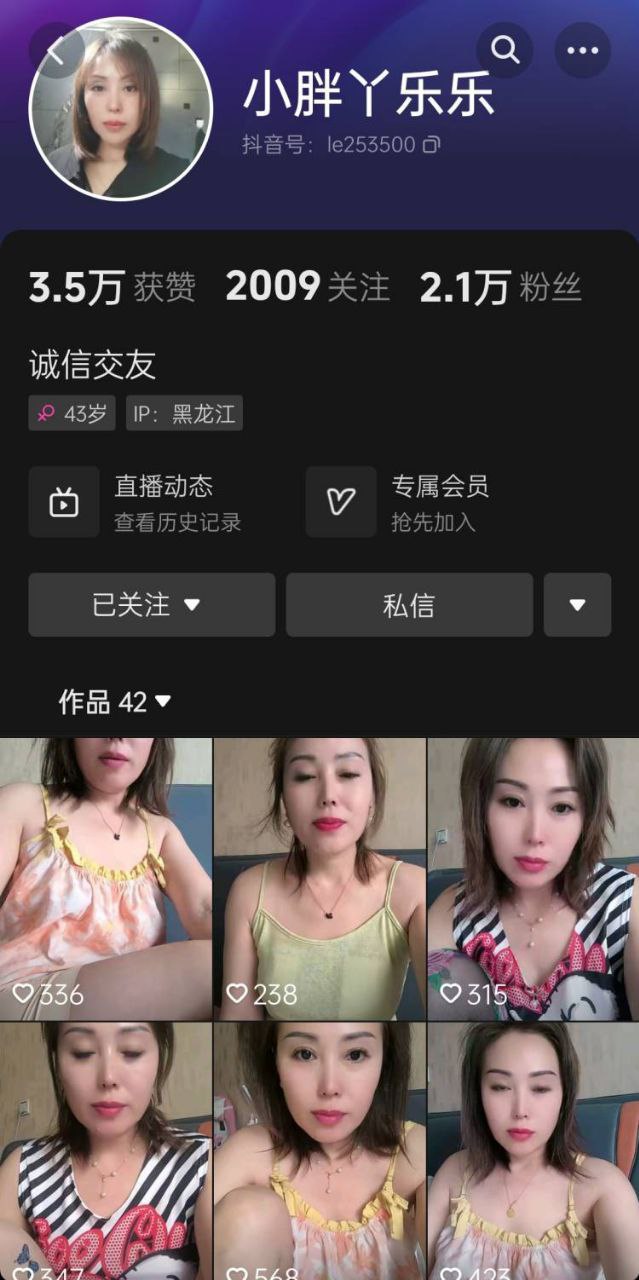 小胖丫乐乐
抖音号：le253500
3.5万 获赞 2009 关注 2.1万 粉丝
诚信交友
43岁 IP：黑龙江
直播动态 专属会员
查看历史记录 抢先加入
已关注 私信
作品 42
336 238 315
347 568 423